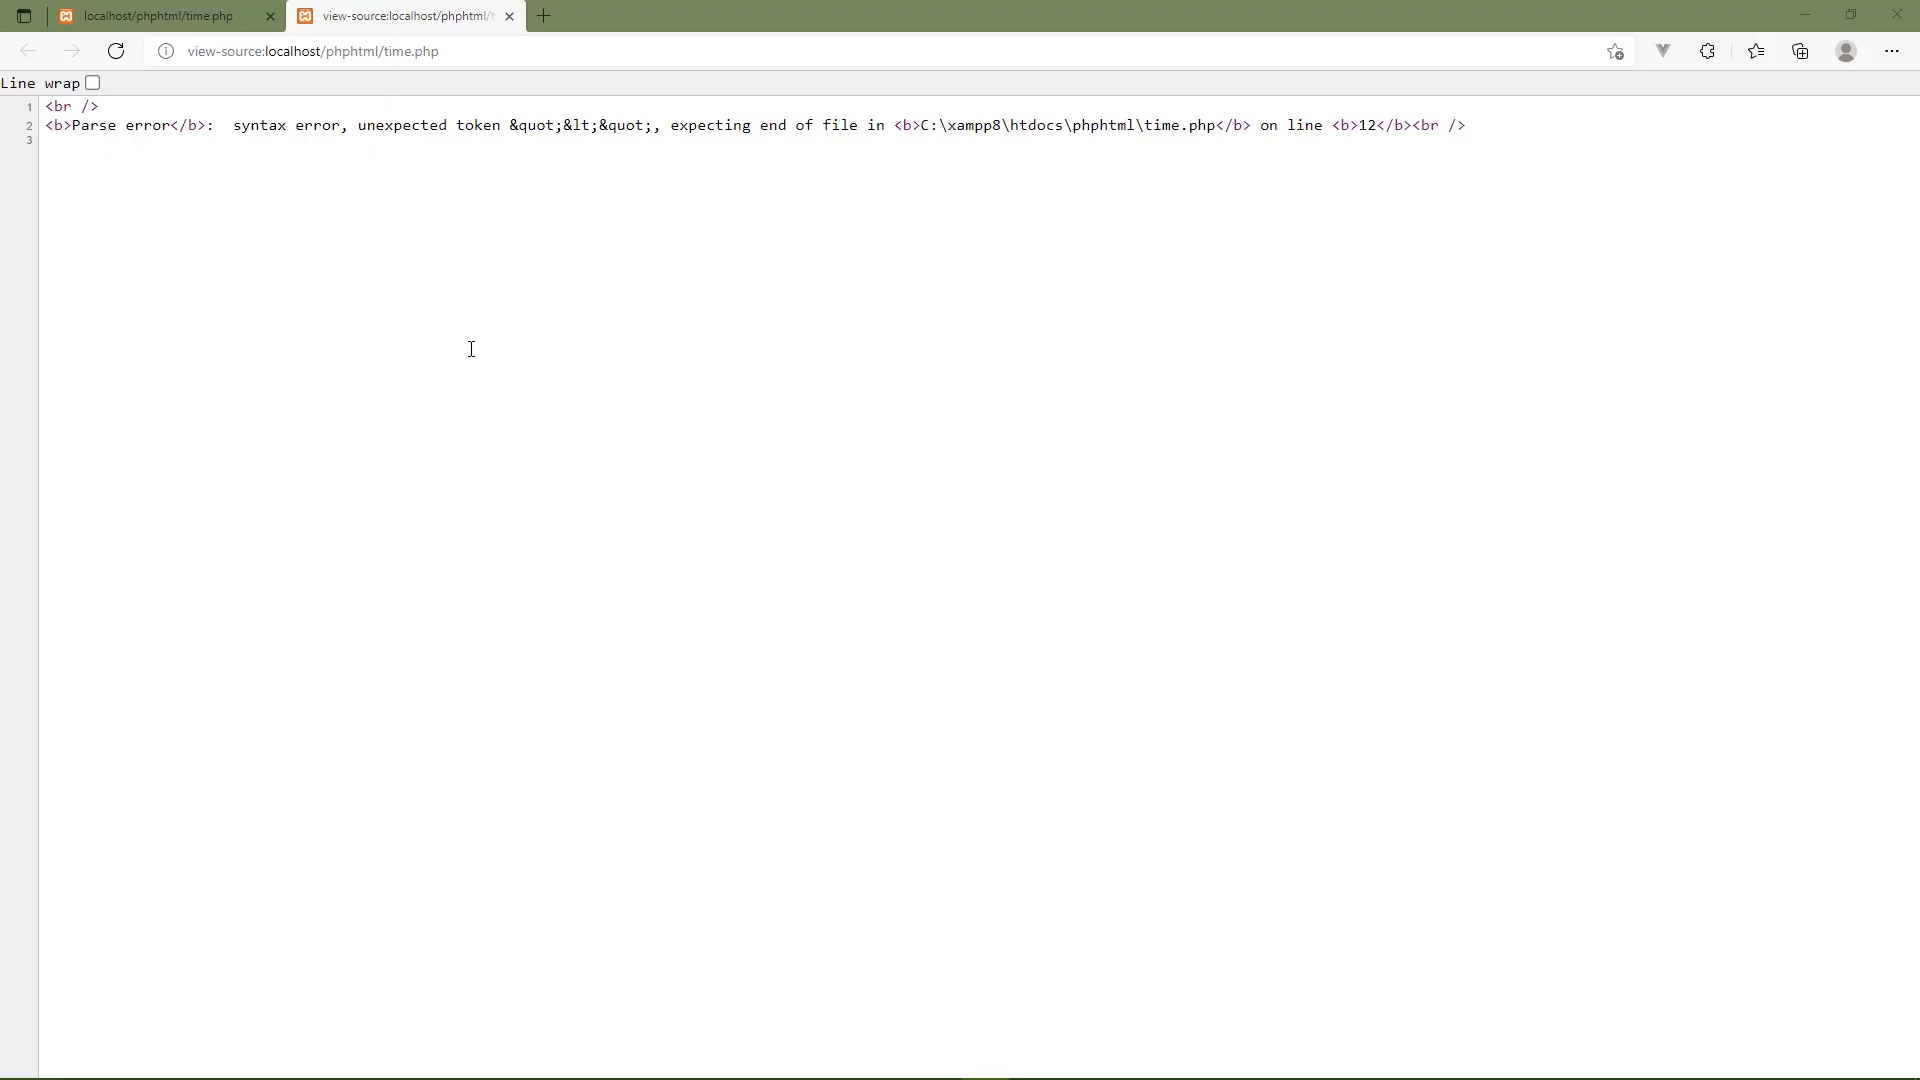 localhost/phphtml/time.php
view-source:localhost/phphtml/t
view-source:localhost/phphtml/time.php
Line wrap
1 <br />
2 <b>Parse error</b>:  syntax error, unexpected token &quot;&lt;&quot;, expecting end of file in <b>C:\xampp8\htdocs\phphtml\time.php</b> on line <b>12</b><br />
3